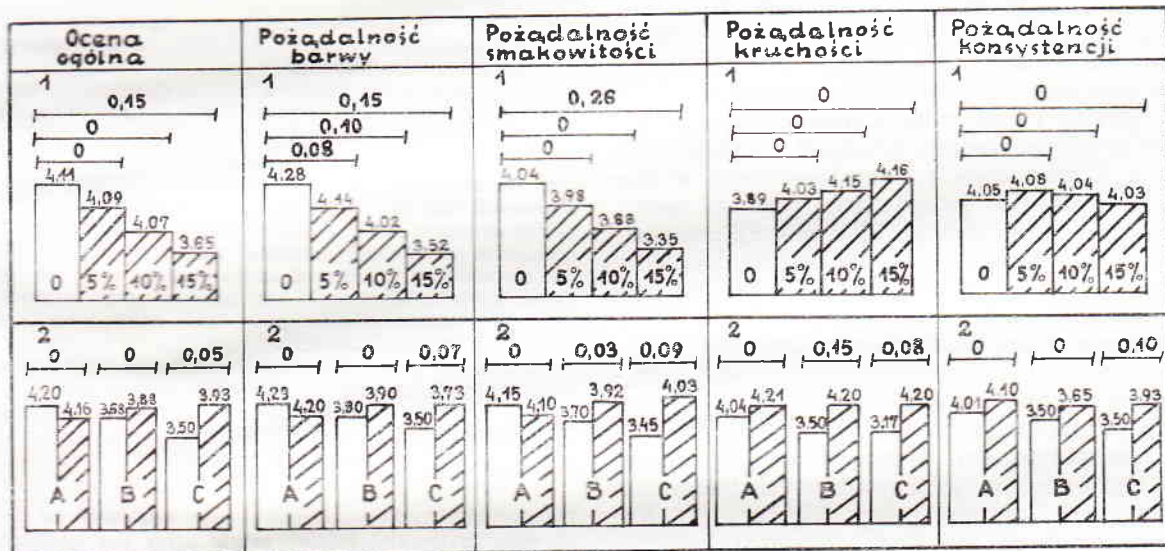 Ocena
ogólna
Pożądalność
barwy
Pożądalność
smakowitości
Pożądalność
kruchości
Pożądalność
konsystencji
1
0,15
0
0
4,11
4,09
4,07
3,65
0 5% 10% 15%
1
0,15
0,10
0,08
4,28
4,14
4,02
3,52
0 5% 10% 15%
1
0,26
0
0
4,04
3,98
3,88
3,35
0 5% 10% 15%
1
0
0
0
3,89
4,03
4,15
4,16
0 5% 10% 15%
1
0
0
0
4,05
4,08
4,04
4,03
0 5% 10% 15%
2
0 0 0,05
4,20 4,16 3,88 3,50 3,93
A B C
2
0 0 0,07
4,23 4,20 3,90 3,50 3,73
A B C
2
0 0,03 0,09
4,15 4,10 3,70 3,92 3,45 4,03
A B C
2
0 0,15 0,08
4,04 4,21 3,50 4,20 3,17 4,20
A B C
2
0 0 0,10
4,01 4,10 3,50 3,65 3,50 3,93
A B C